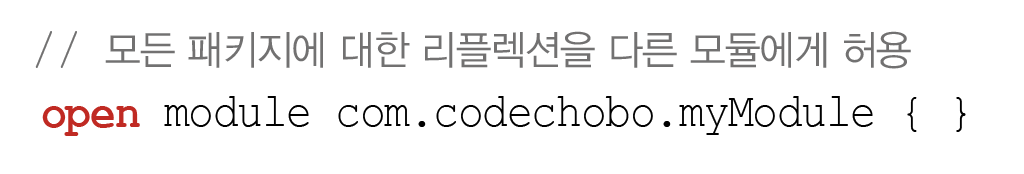 // 모든 패키지에 대한 리플렉션을 다른 모듈에게 허용
open module com.codechobo.myModule { }